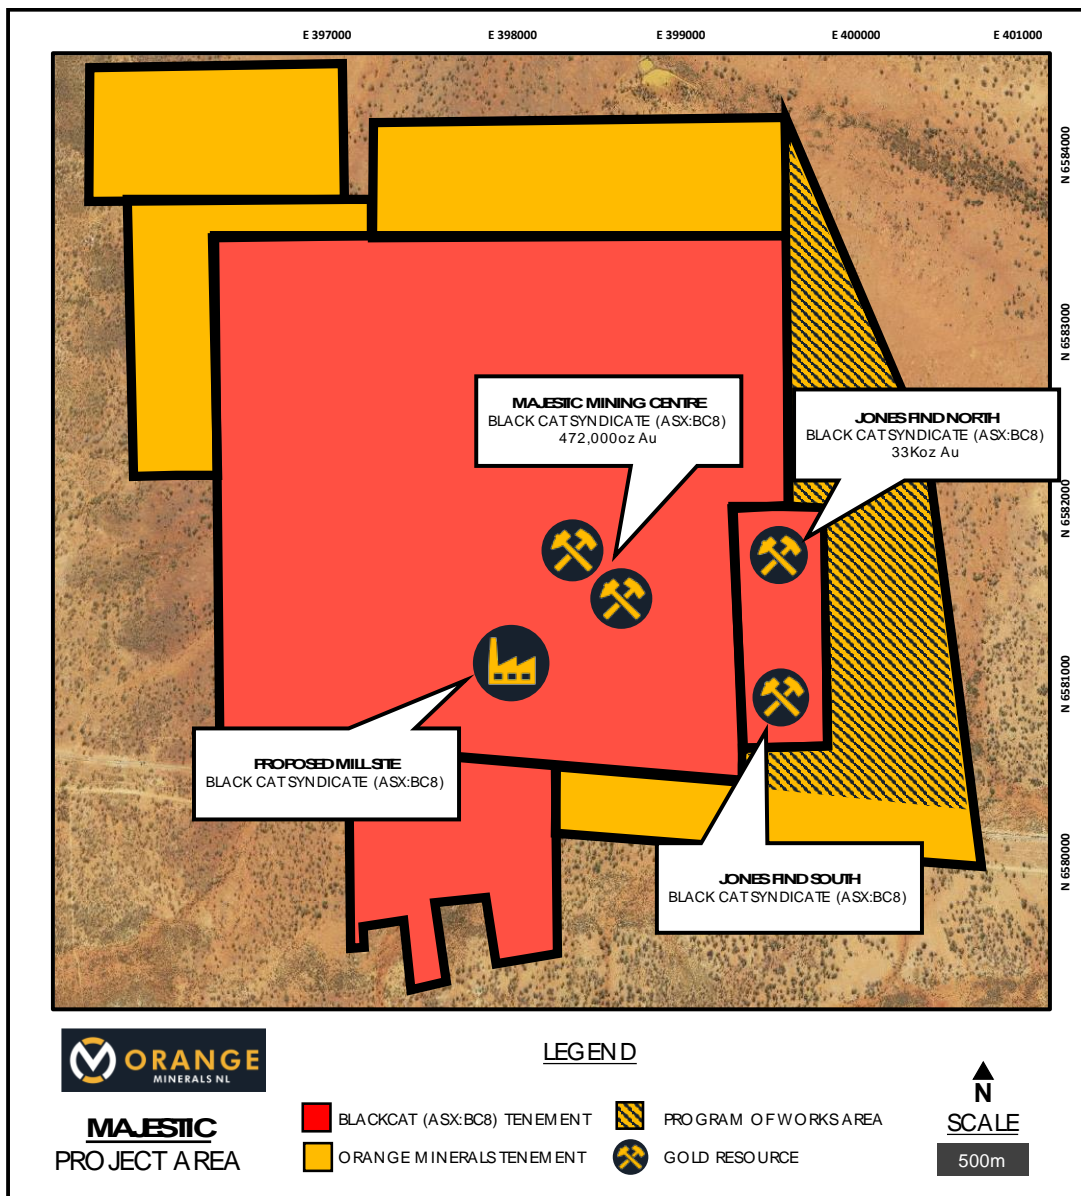 E 397000
E 398000
E 399000
E 400000
E 401000
N 6584000
N 6583000
N 6582000
N 6581000
N 6580000
MAJESTIC MINING CENTRE
BLACK CAT SYNDICATE (ASX:BC8)
472,000oz Au
JONES FIND NORTH
BLACK CAT SYNDICATE (ASX:BC8)
33Koz Au
PROPOSED MILL SITE
BLACK CAT SYNDICATE (ASX:BC8)
JONES FIND SOUTH
BLACK CAT SYNDICATE (ASX:BC8)
ORANGE
MINERALS NL
MAJESTIC
PROJECT AREA
LEGEND
BLACKCAT (ASX:BC8) TENEMENT
ORANGE MINERALS TENEMENT
PROGRAM OF WORKS AREA
GOLD RESOURCE
N
SCALE
500m